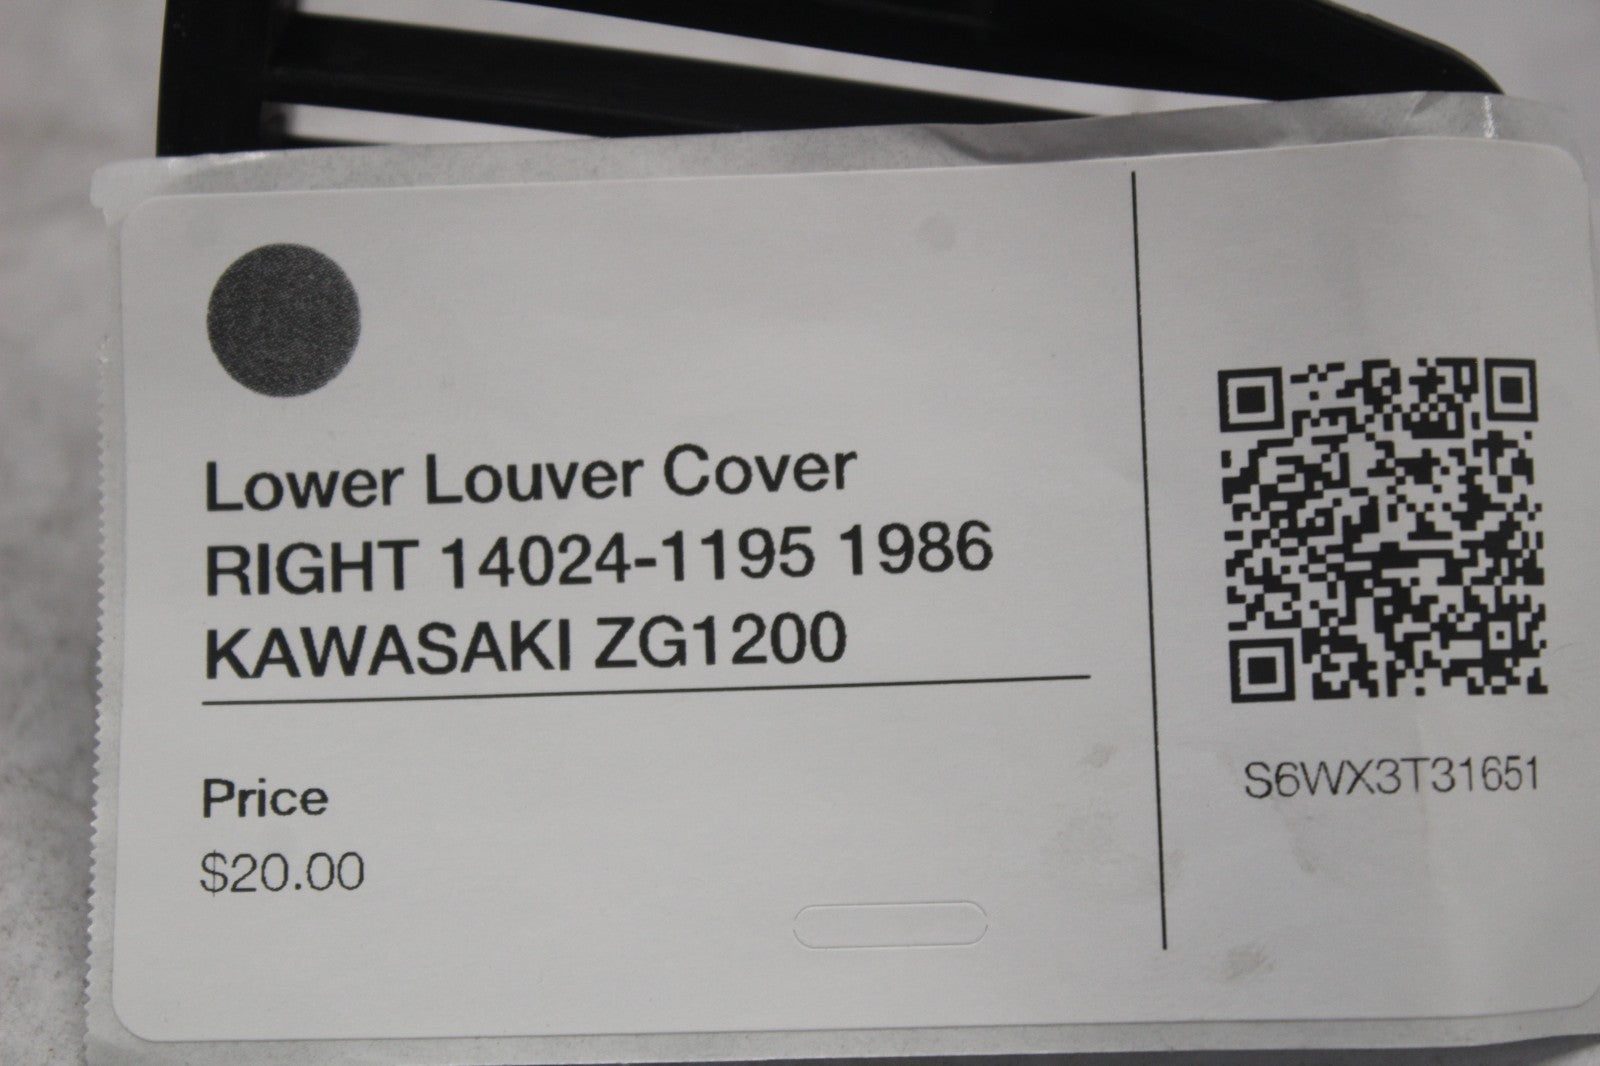 Lower Louver Cover
RIGHT 14024-1195 1986
KAWASAKI ZG1200
Price
$20.00
S6WX3T31651